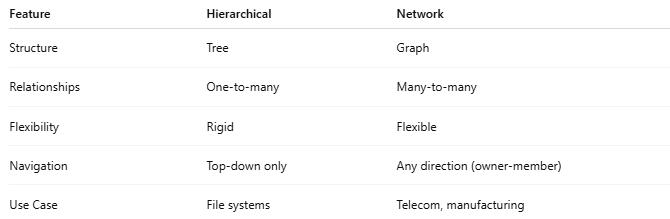 Feature Hierarchical Network
Structure Tree Graph
Relationships One-to-many Many-to-many
Flexibility Rigid Flexible
Navigation Top-down only Any direction (owner-member)
Use Case File systems Telecom, manufacturing